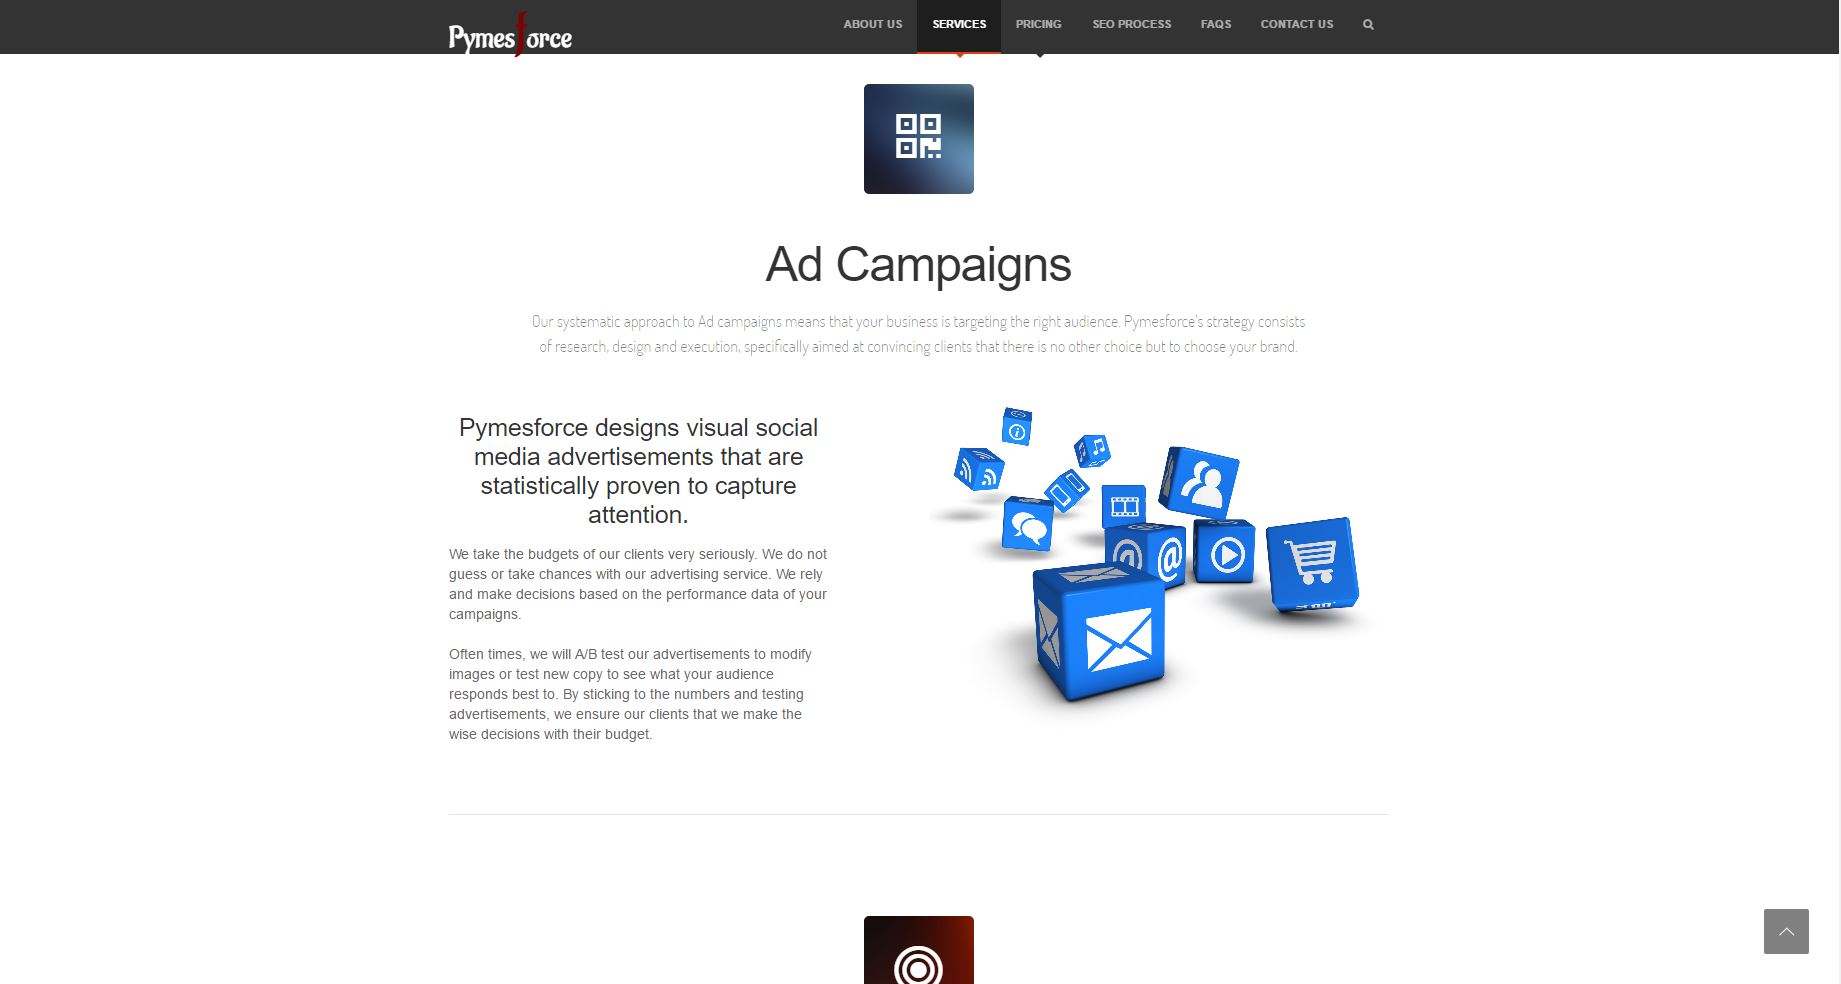 Pymesforce
ABOUT US
SERVICES
PRICING
SEO PROCESS
FAQS
CONTACT US
Ad Campaigns
Our systematic approach to Ad campaigns means that your business is targeting the right audience. Pymesforce's strategy consists
of research, design and execution, specifically aimed at convincing clients that there is no other choice but to choose your brand.
Pymesforce designs visual social
media advertisements that are
statistically proven to capture
attention.
We take the budgets of our clients very seriously. We do not
guess or take chances with our advertising service. We rely
and make decisions based on the performance data of your
campaigns.
Often times, we will A/B test our advertisements to modify
images or test new copy to see what your audience
responds best to. By sticking to the numbers and testing
advertisements, we ensure our clients that we make the
wise decisions with their budget.